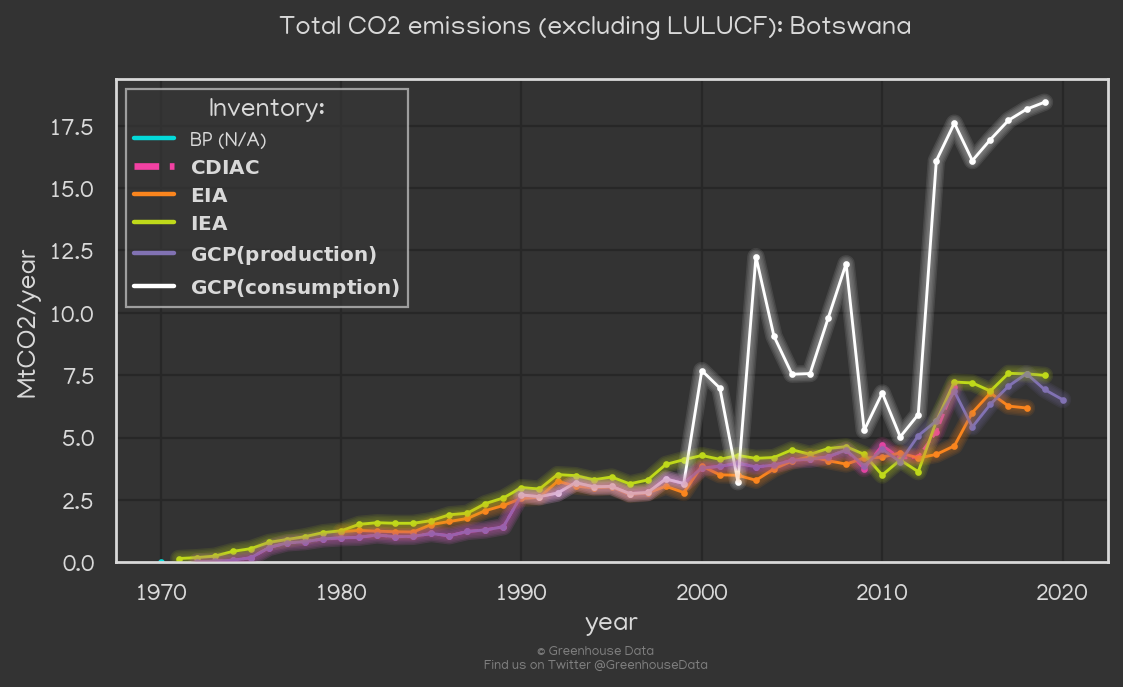 Total CO2 emissions (excluding LULUCF): Botswana
Inventory:
BP (N/A)
CDIAC
EIA
IEA
GCP(production)
GCP(consumption)
MtCO2/year
17.5
15.0
12.5
10.0
7.5
5.0
2.5
0.0
1970 1980 1990 2000 2010 2020
year
© Greenhouse Data
Find us on Twitter @GreenhouseData